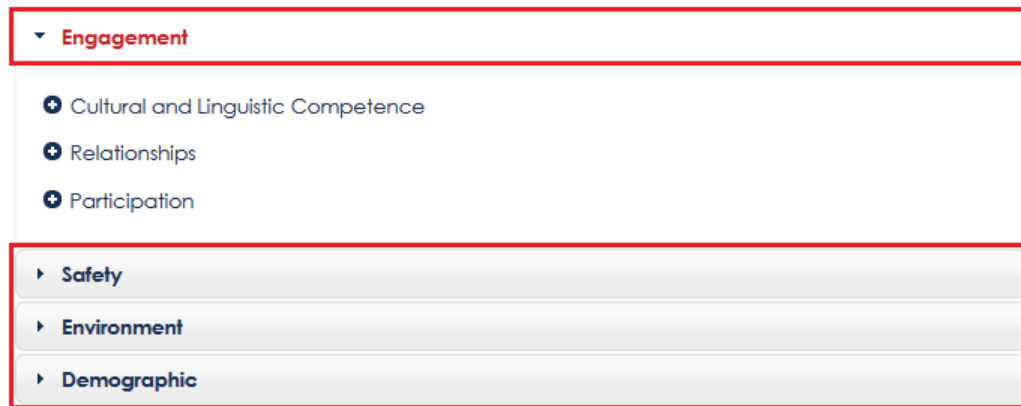 Engagement
Cultural and Linguistic Competence
Relationships
Participation
Safety
Environment
Demographic